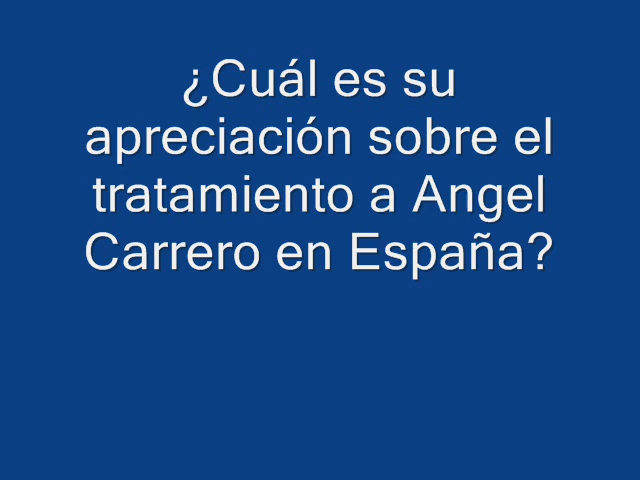 ¿Cuál es su
apreciación sobre el
tratamiento a Angel
Carrero en España?